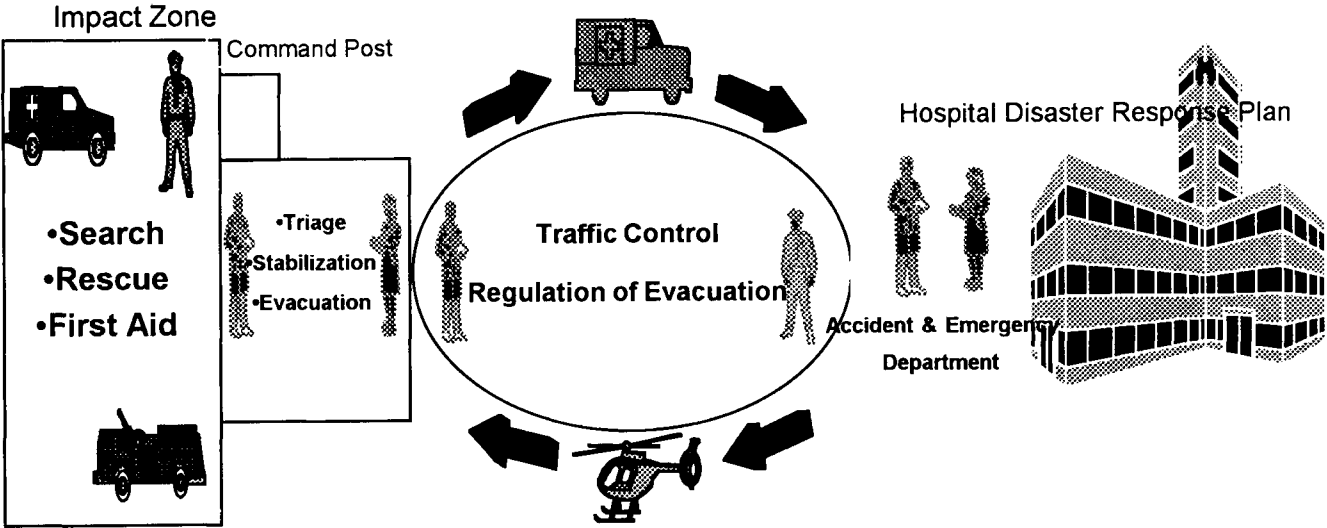 Impact Zone
Command Post
Hospital Disaster Response Plan
•Search
•Rescue
•First Aid
•Triage
•Stabilization
•Evacuation
Traffic Control
Regulation of Evacuation
Accident & Emergency
Department